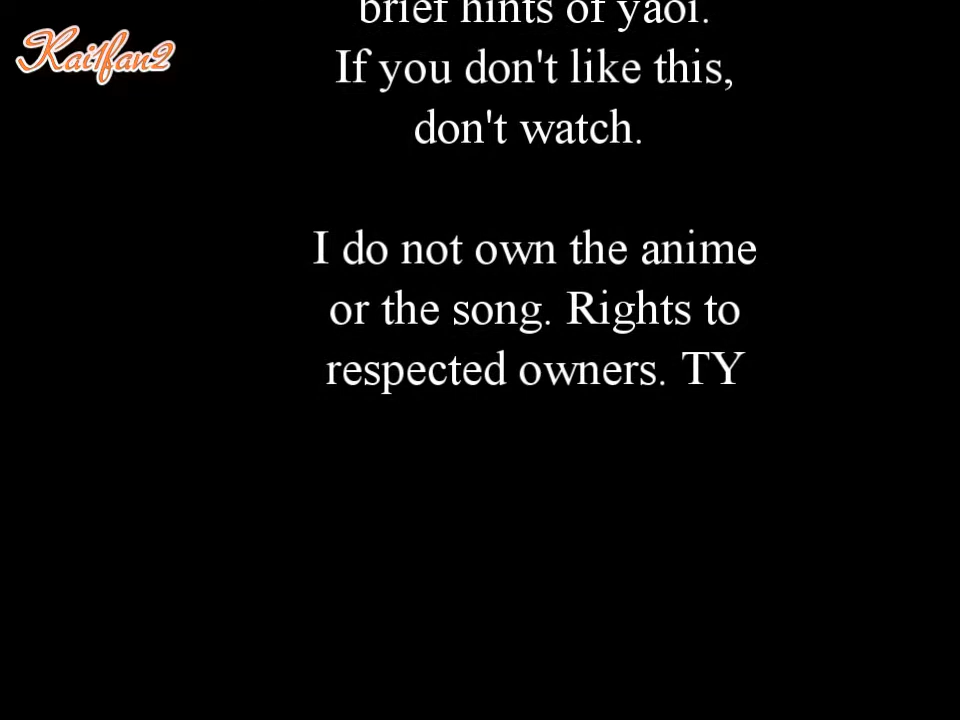 Kai1fan2
brief hints of yaoi.
If you don't like this,
don't watch.
I do not own the anime
or the song. Rights to
respected owners. TY